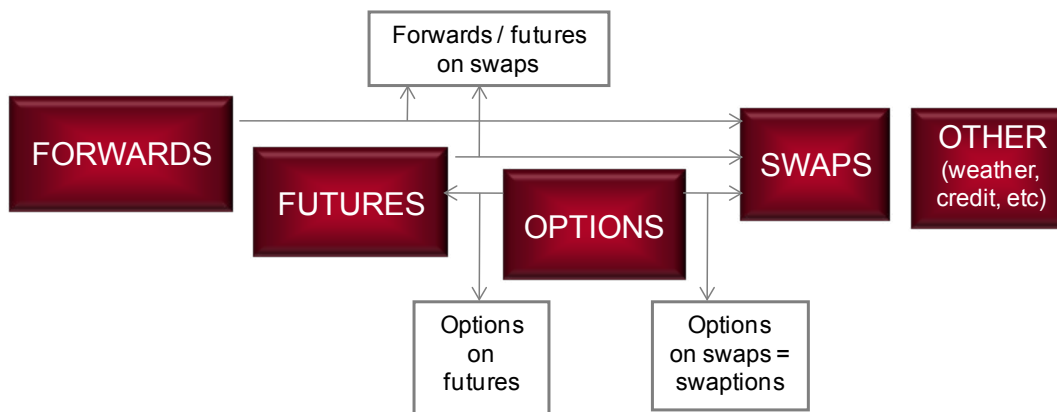 Forwards / futures
on swaps
FORWARDS
FUTURES
OPTIONS
SWAPS
OTHER
(weather,
credit, etc)
Options
on
futures
Options
on swaps =
swaptions